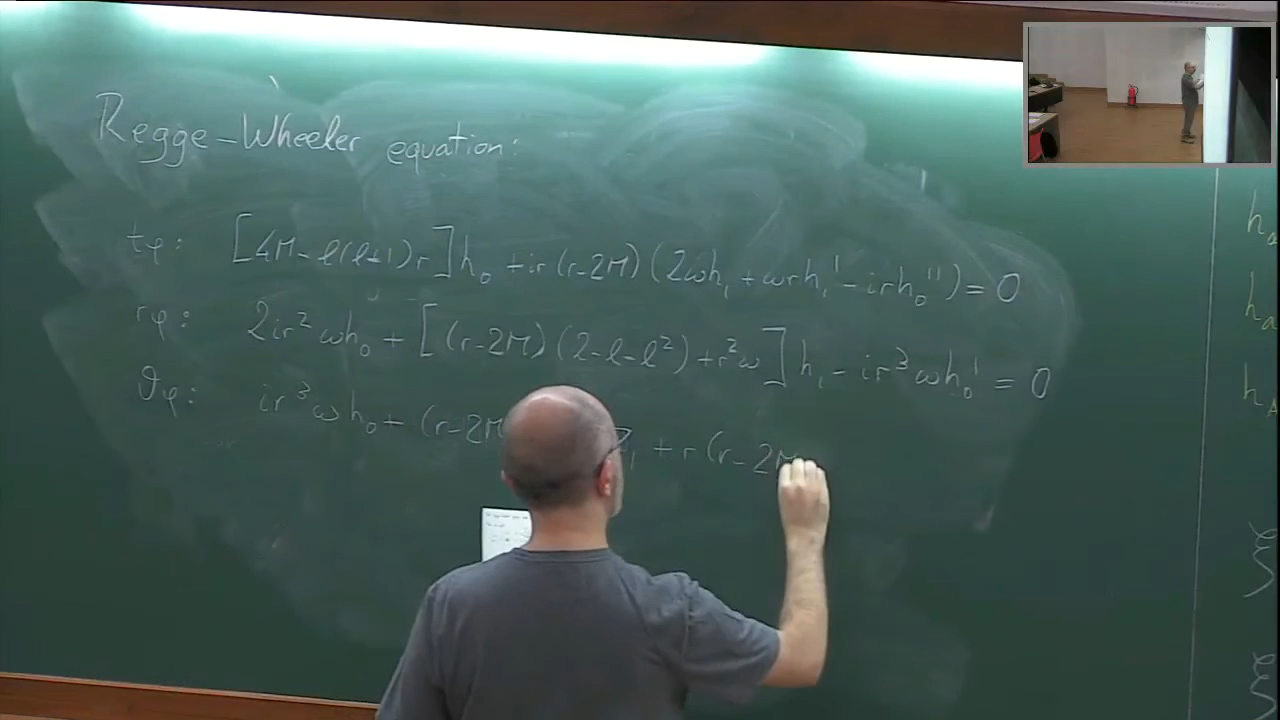 Regge-Wheeler equation:
tφ: [4M-ℓ(ℓ+1)r]h₀ + ir(r-2M)(2ωh₁+ωrh₁'-irh₀'')=0
rφ: 2ir²ωh₀ + [(r-2M)(2-ℓ-ℓ²)+r²ω]h₁ - ir³ωh₀' = 0
ϑφ: ir³ωh₀ + (r-2M + r(r-2M